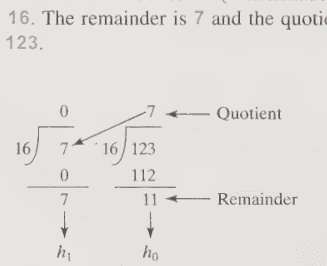 16. The remainder is 7 and the
123.
0 7 Quotient
16 7 16 123
0 112
7 11 Remainder
h1 h0